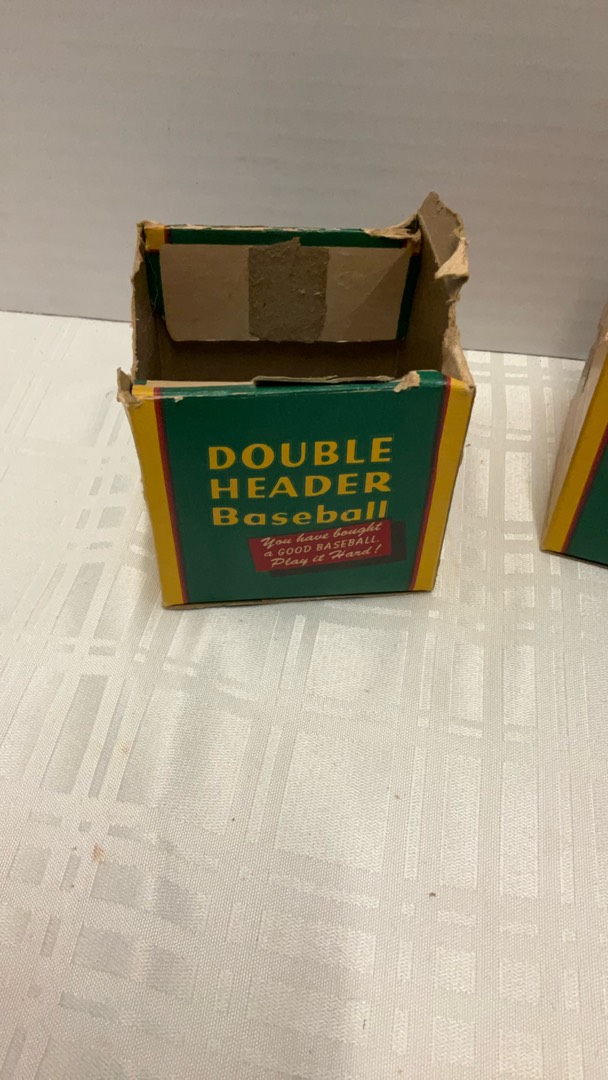 DOUBLE
HEADER
Baseball
You have bought
a GOOD BASEBALL.
Play it Hard!